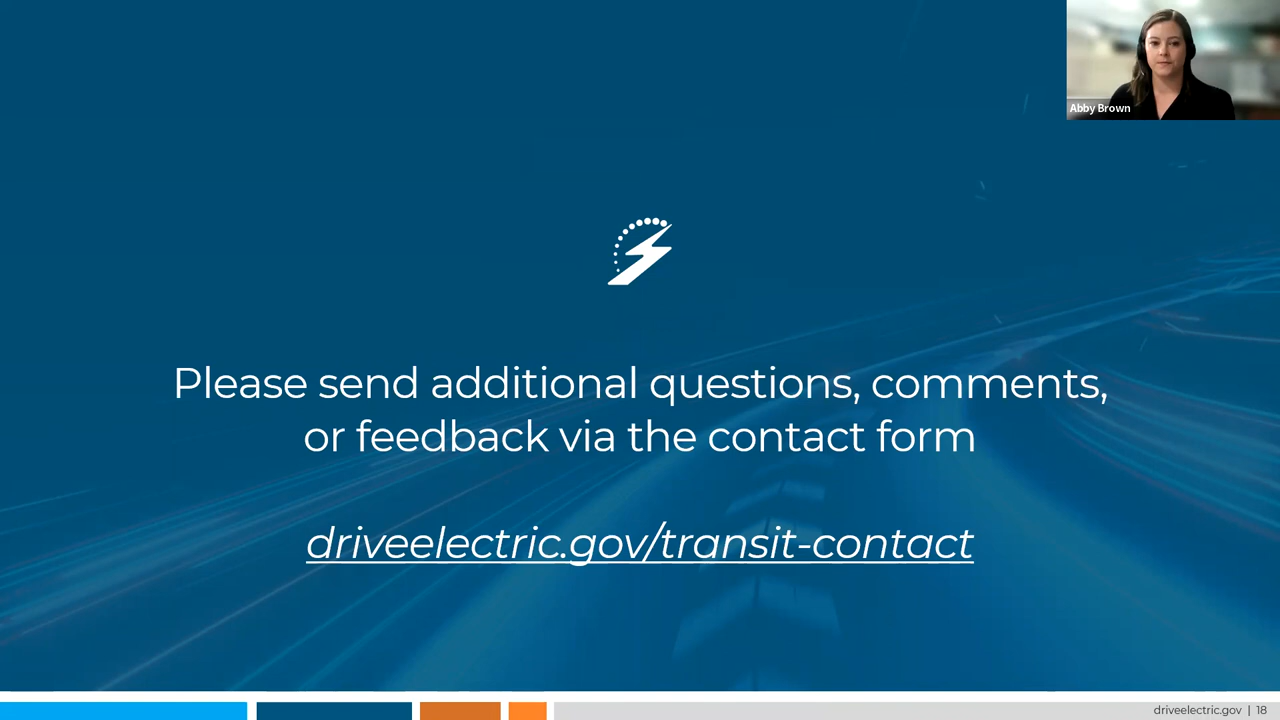 Abby Brown
Please send additional questions, comments,
or feedback via the contact form
driveelectric.gov/transit-contact
driveelectric.gov | 18